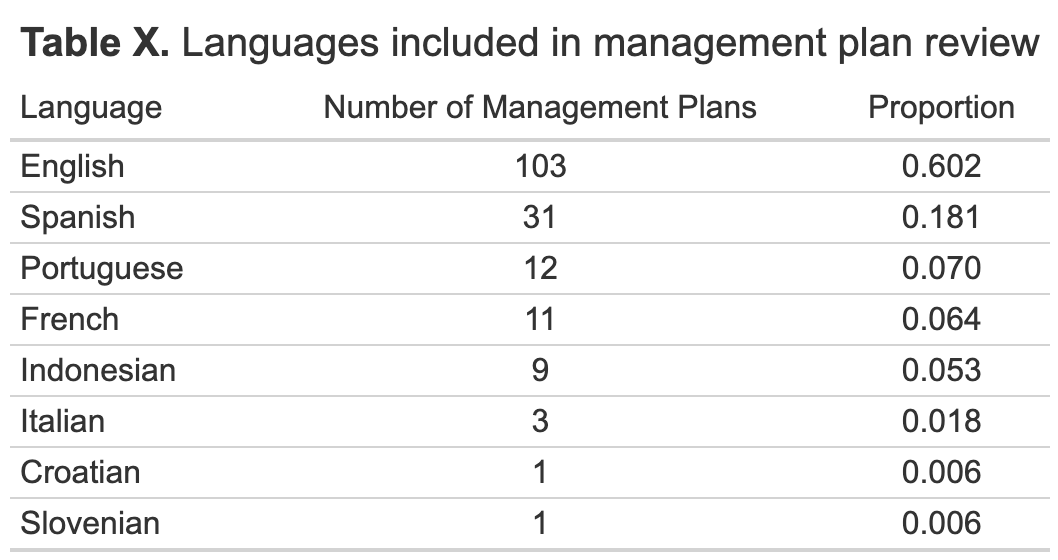 Table X. Languages included in management plan review
Language Number of Management Plans Proportion
English 103 0.602
Spanish 31 0.181
Portuguese 12 0.070
French 11 0.064
Indonesian 9 0.053
Italian 3 0.018
Croatian 1 0.006
Slovenian 1 0.006